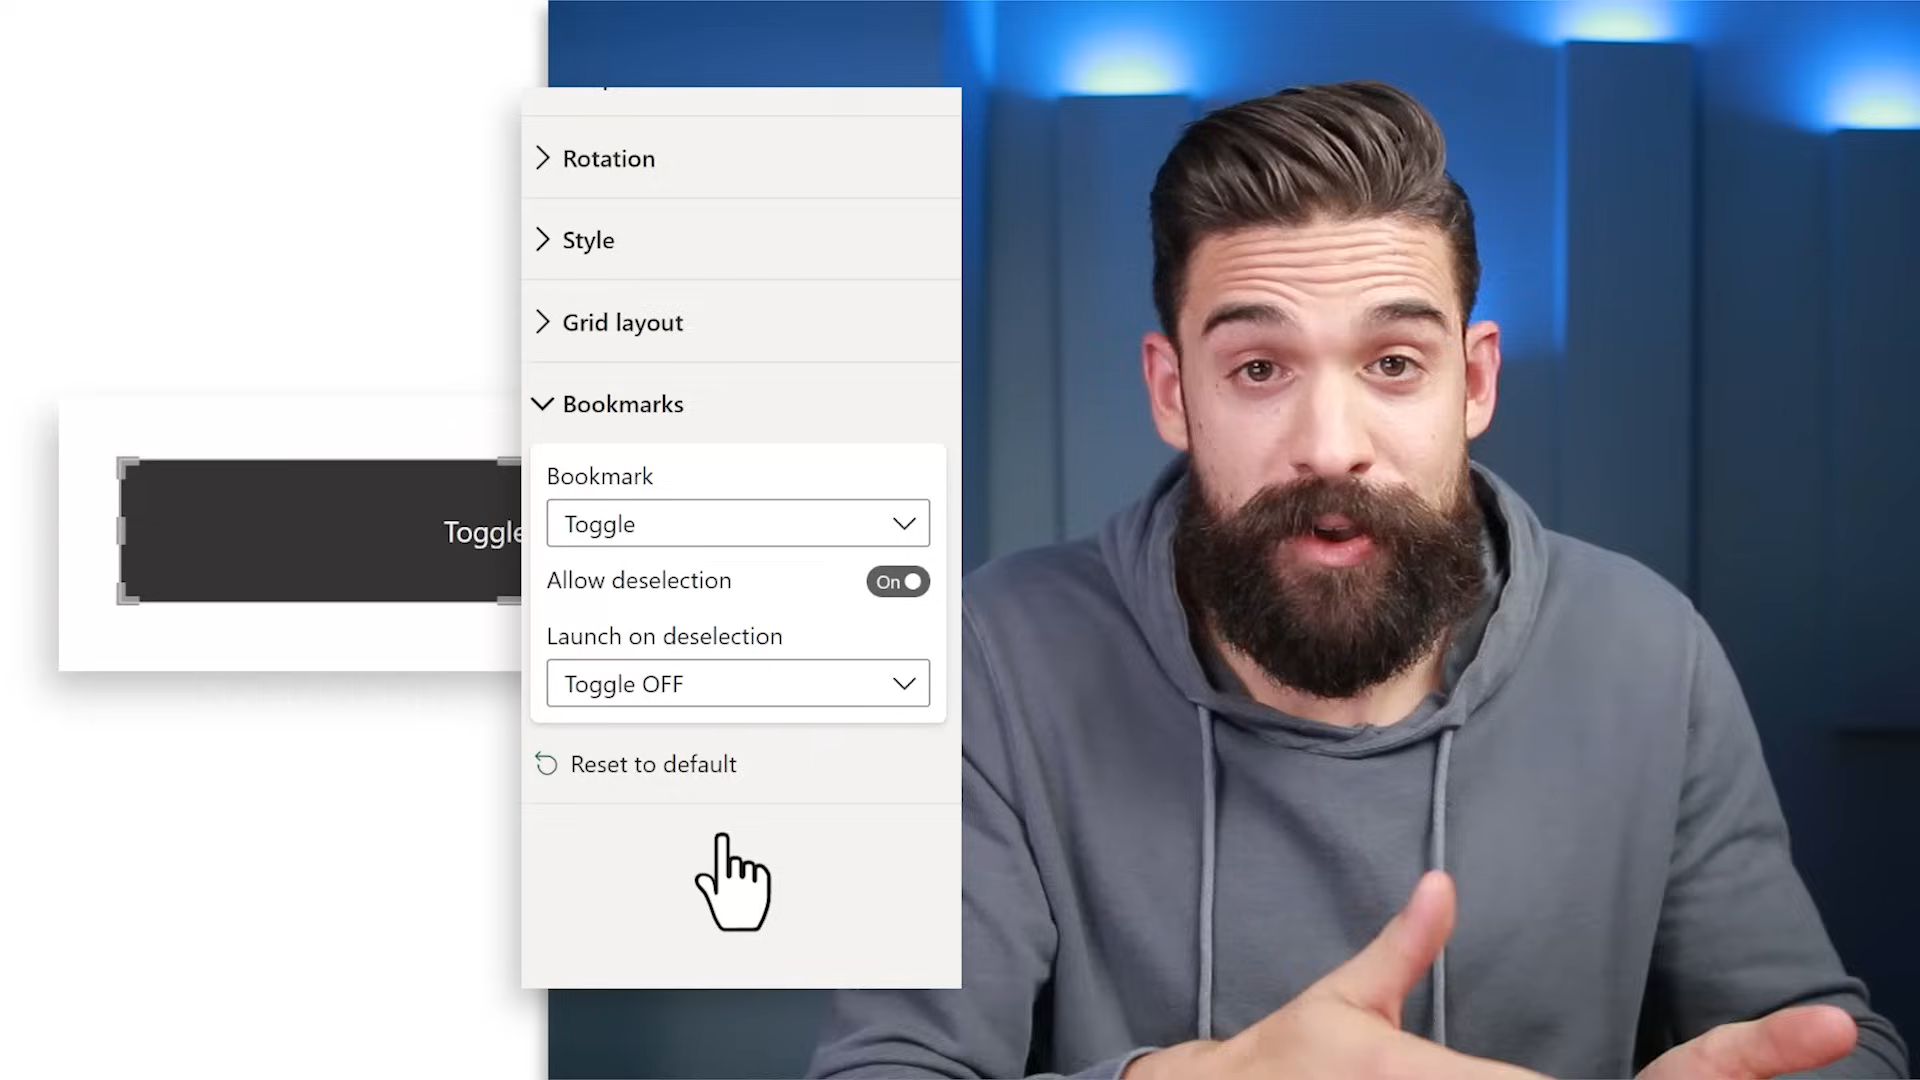 Rotation
Style
Grid layout
Bookmarks
Bookmark
Toggle
Allow deselection
On
Launch on deselection
Toggle OFF
Reset to default
Toggle